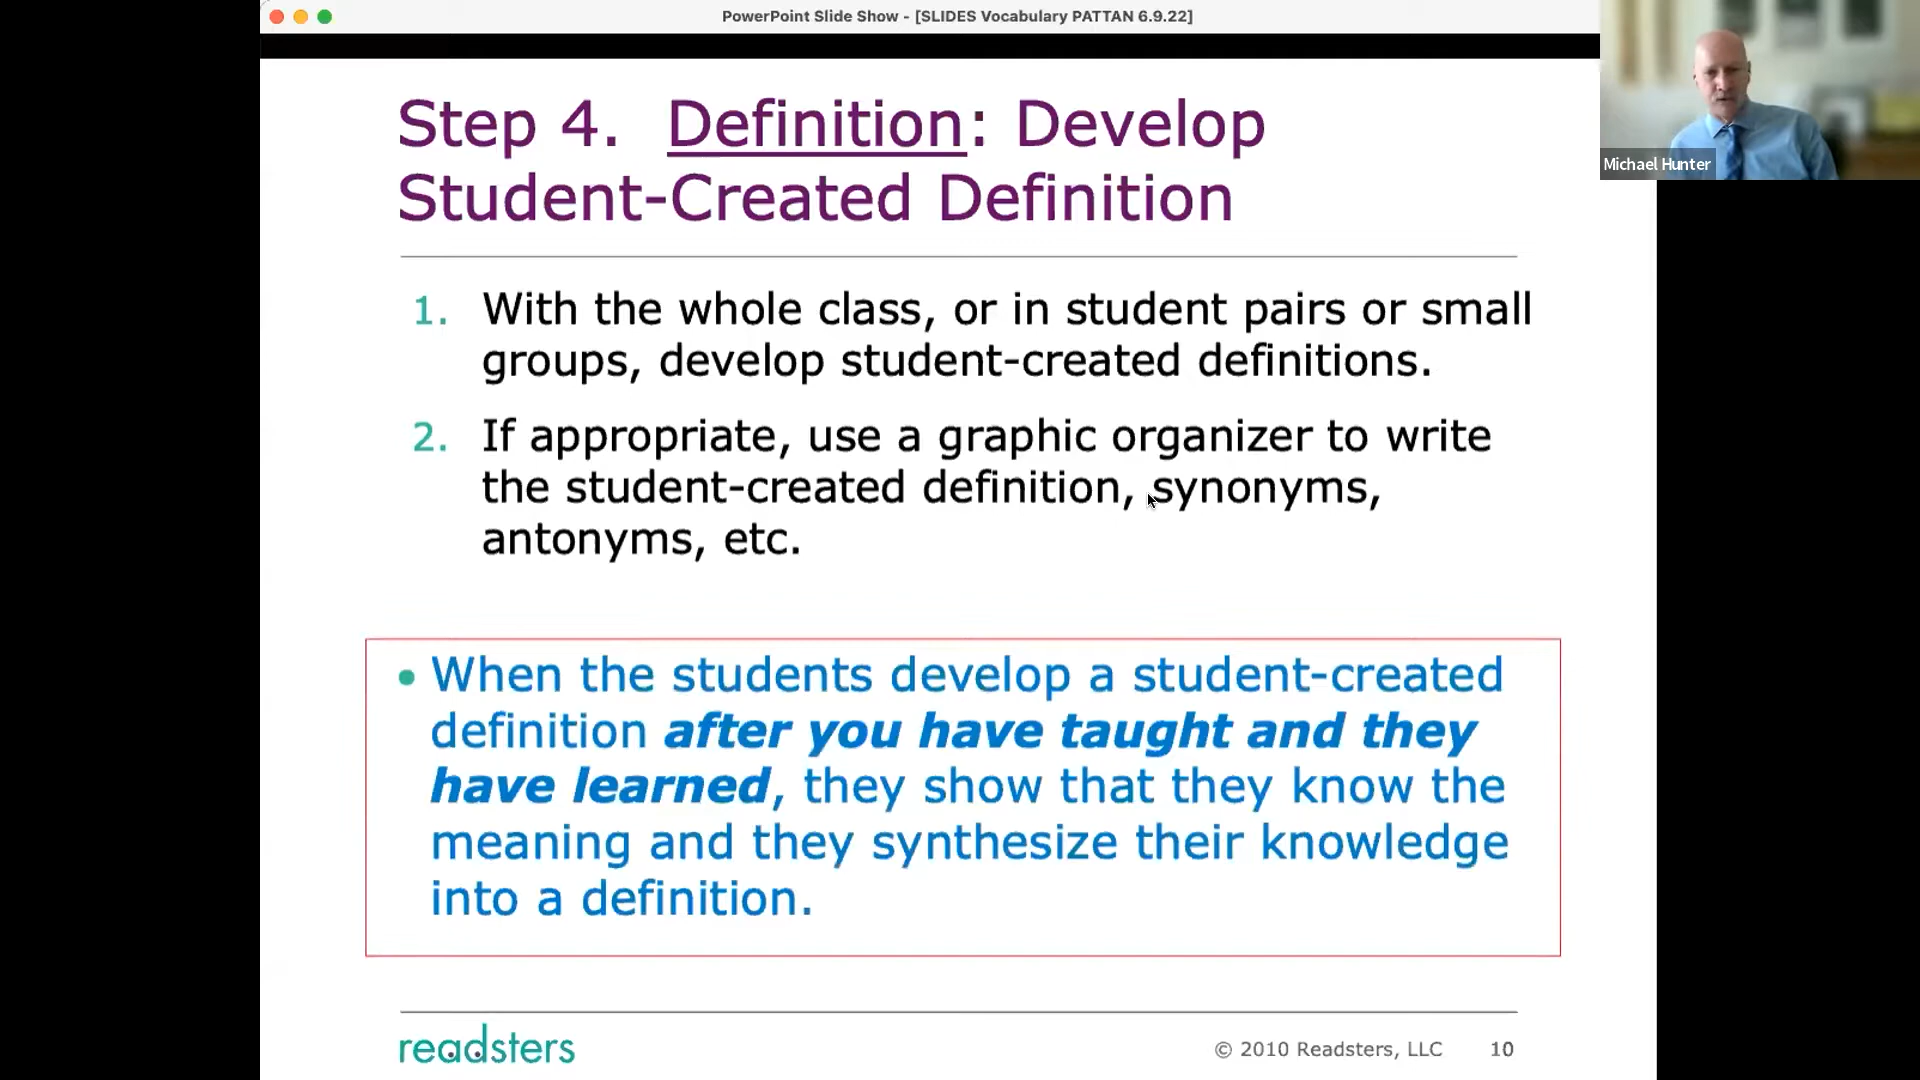 PowerPoint Slide Show - [SLIDES Vocabulary PATTAN 6.9.22]
Michael Hunter
Step 4. Definition: Develop
Student-Created Definition
1. With the whole class, or in student pairs or small
groups, develop student-created definitions.
2. If appropriate, use a graphic organizer to write
the student-created definition, synonyms,
antonyms, etc.
• When the students develop a student-created
definition after you have taught and they
have learned, they show that they know the
meaning and they synthesize their knowledge
into a definition.
readsters
© 2010 Readsters, LLC 10